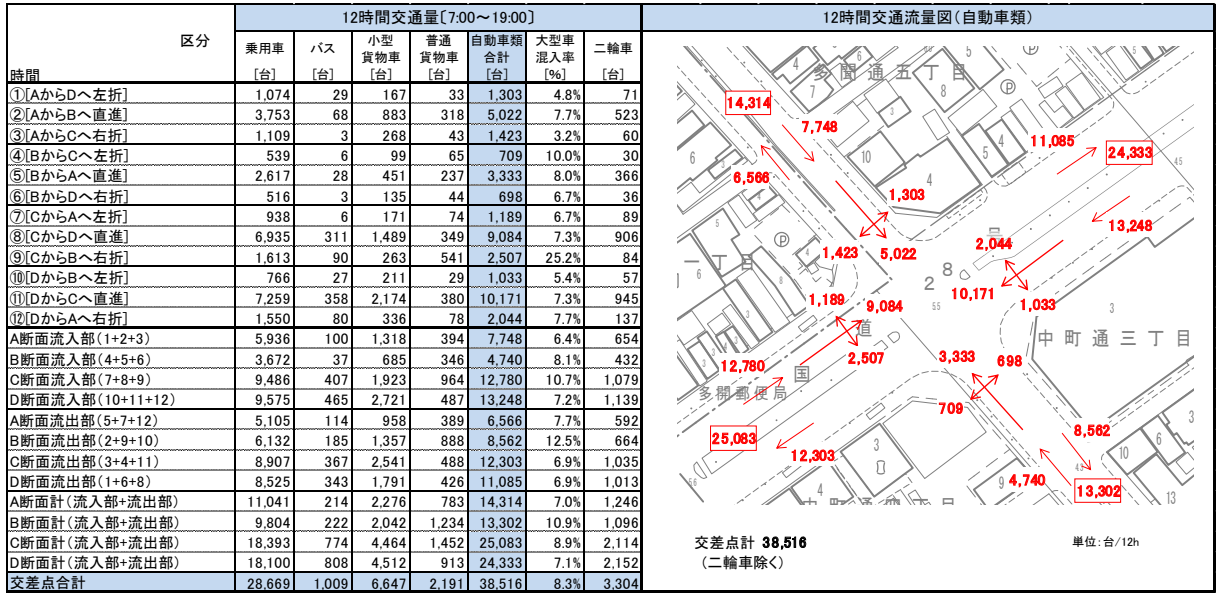 12時間交通量〔7:00～19:00〕
区分
時間
乗用車 [台] バス [台] 小型貨物車 [台] 普通貨物車 [台] 自動車類合計 [台] 大型車混入率 [%] 二輪車 [台]
①[AからDへ左折] 1,074 29 167 33 1,303 4.8% 71
②[AからBへ直進] 3,753 68 883 318 5,022 7.7% 523
③[AからCへ右折] 1,109 3 268 43 1,423 3.2% 60
④[BからCへ左折] 539 6 99 65 709 10.0% 30
⑤[BからAへ直進] 2,617 28 451 237 3,333 8.0% 366
⑥[BからDへ右折] 516 3 135 44 698 6.7% 36
⑦[CからAへ左折] 938 6 171 74 1,189 6.7% 89
⑧[CからDへ直進] 6,935 311 1,489 349 9,084 7.3% 906
⑨[CからBへ右折] 1,613 90 263 541 2,507 25.2% 84
⑩[DからBへ左折] 766 27 211 29 1,033 5.4% 57
⑪[DからCへ直進] 7,259 358 2,174 380 10,171 7.3% 945
⑫[DからAへ右折] 1,550 80 336 78 2,044 7.7% 137
A断面流入部(1+2+3) 5,936 100 1,318 394 7,748 6.4% 654
B断面流入部(4+5+6) 3,672 37 685 346 4,740 8.1% 432
C断面流入部(7+8+9) 9,486 407 1,923 964 12,780 10.7% 1,079
D断面流入部(10+11+12) 9,575 465 2,721 487 13,248 7.2% 1,139
A断面流出部(5+7+12) 5,105 114 958 389 6,566 7.7% 592
B断面流出部(2+9+10) 6,132 185 1,357 888 8,562 12.5% 664
C断面流出部(3+4+11) 8,907 367 2,541 488 12,303 6.9% 1,035
D断面流出部(1+6+8) 8,525 343 1,791 426 11,085 6.9% 1,013
A断面計(流入部+流出部) 11,041 214 2,276 783 14,314 7.0% 1,246
B断面計(流入部+流出部) 9,804 222 2,042 1,234 13,302 10.9% 1,096
C断面計(流入部+流出部) 18,393 774 4,464 1,452 25,083 8.9% 2,114
D断面計(流入部+流出部) 18,100 808 4,512 913 24,333 7.1% 2,152
交差点合計 28,669 1,009 6,647 2,191 38,516 8.3% 3,304
12時間交通流量図(自動車類)
多聞通五丁目
14,314
7,748
11,085
24,333
6,566
1,303
13,248
1,423
5,022
2,044
号
8
2
一丁目
1,189
9,084
10,171
1,033
道
中町通三丁目
12,780
2,507
3,333
698
国
多開郵便局
709
25,083
12,303
8,562
4,740
13,302
交差点計 38,516
(二輪車除く)
単位:台/12h